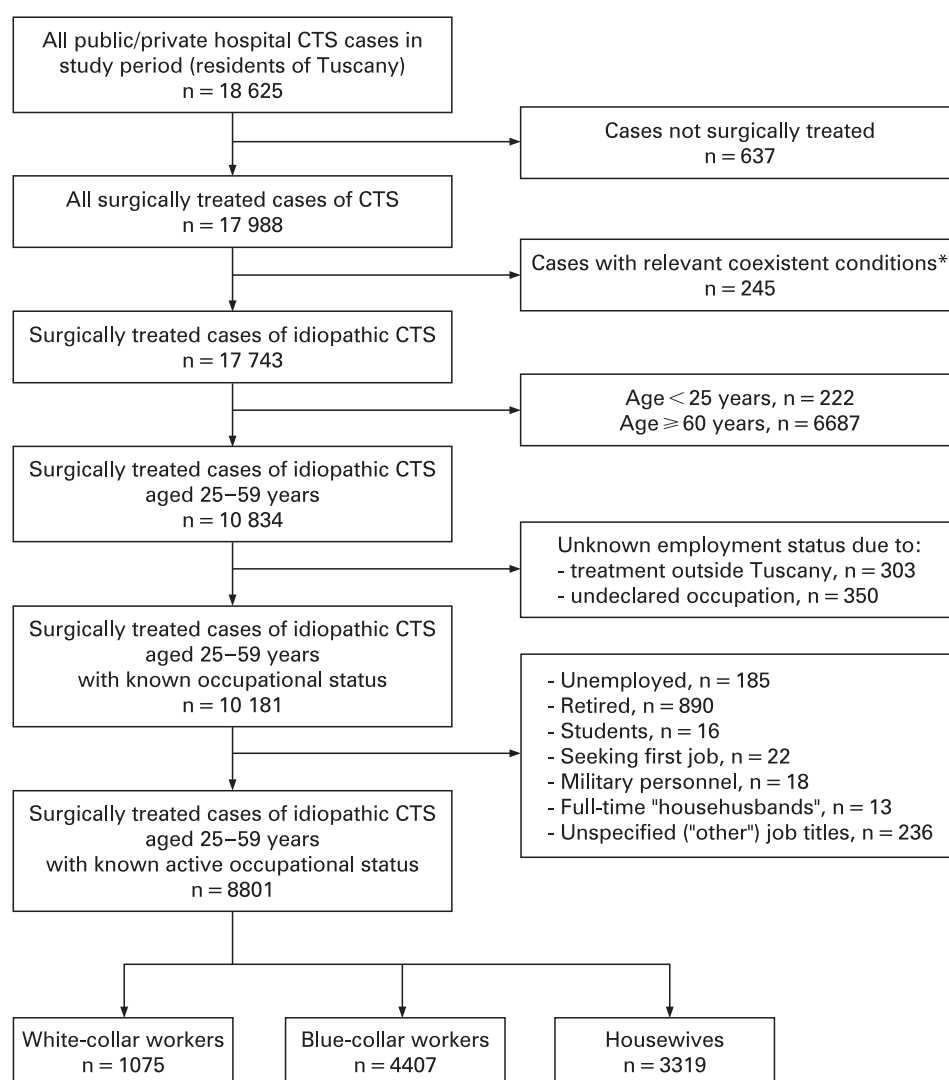 All public/private hospital CTS cases in
study period (residents of Tuscany)
n = 18 625
Cases not surgically treated
n = 637
All surgically treated cases of CTS
n = 17 988
Cases with relevant coexistent conditions*
n = 245
Surgically treated cases of idiopathic CTS
n = 17 743
Age < 25 years, n = 222
Age ⩾ 60 years, n = 6687
Surgically treated cases of idiopathic CTS
aged 25–59 years
n = 10 834
Unknown employment status due to:
- treatment outside Tuscany, n = 303
- undeclared occupation, n = 350
Surgically treated cases of idiopathic CTS
aged 25–59 years
with known occupational status
n = 10 181
- Unemployed, n = 185
- Retired, n = 890
- Students, n = 16
- Seeking first job, n = 22
- Military personnel, n = 18
- Full-time "househusbands", n = 13
- Unspecified ("other") job titles, n = 236
Surgically treated cases of idiopathic CTS
aged 25–59 years
with known active occupational status
n = 8801
White-collar workers
n = 1075
Blue-collar workers
n = 4407
Housewives
n = 3319